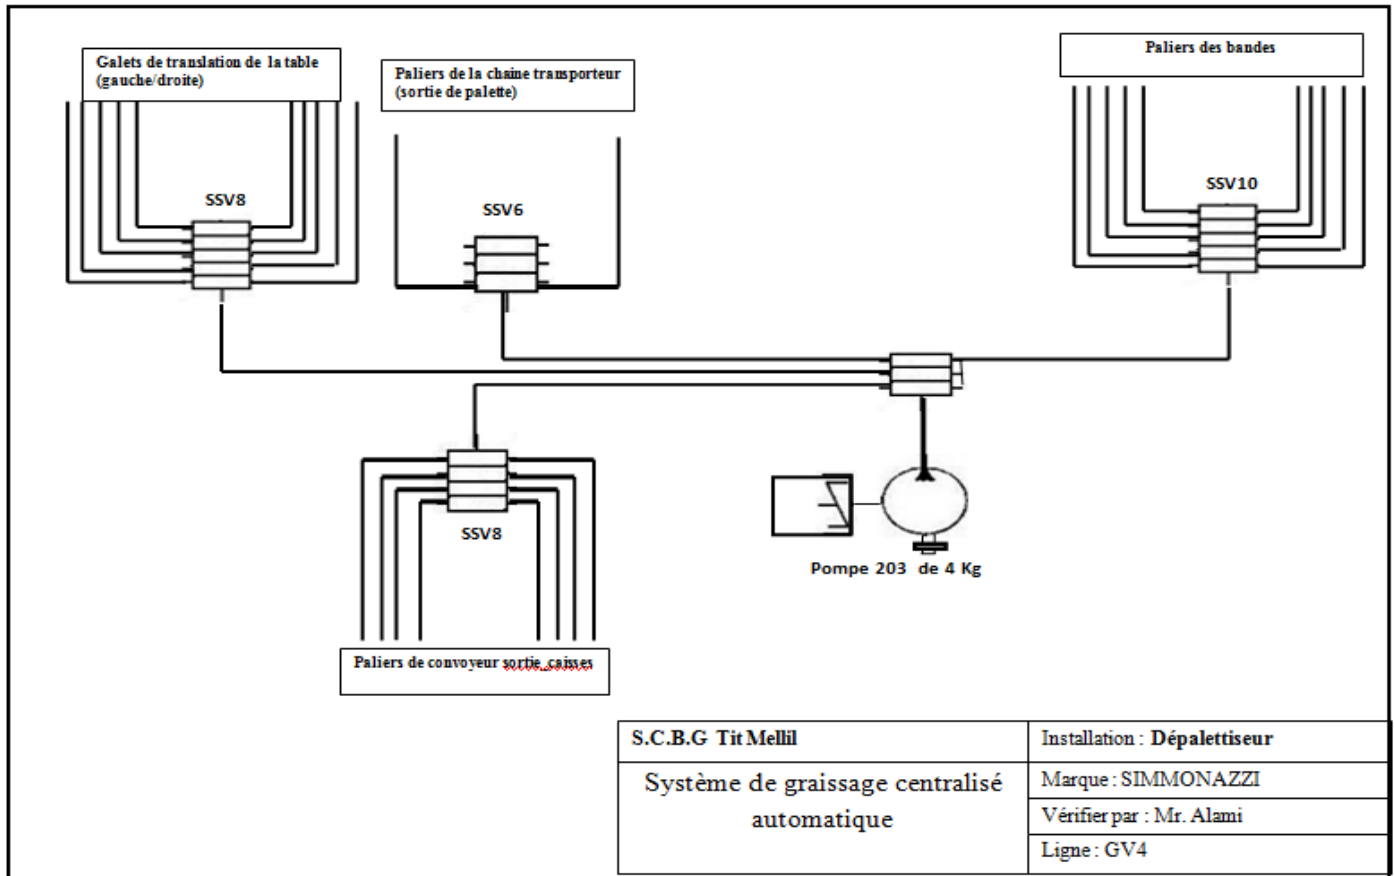 Galets de translation de la table
(gauche/droite)
Paliers de la chaine transporteur
(sortie de palette)
Paliers des bandes
SSV8
SSV6
SSV10
SSV8
Pompe 203 de 4 Kg
Paliers de convoyeur sortie caisses
S.C.B.G Tit Mellil
Installation : Dépalettiseur
Système de graissage centralisé
automatique
Marque : SIMMONAZZI
Vérifier par : Mr. Alami
Ligne : GV4